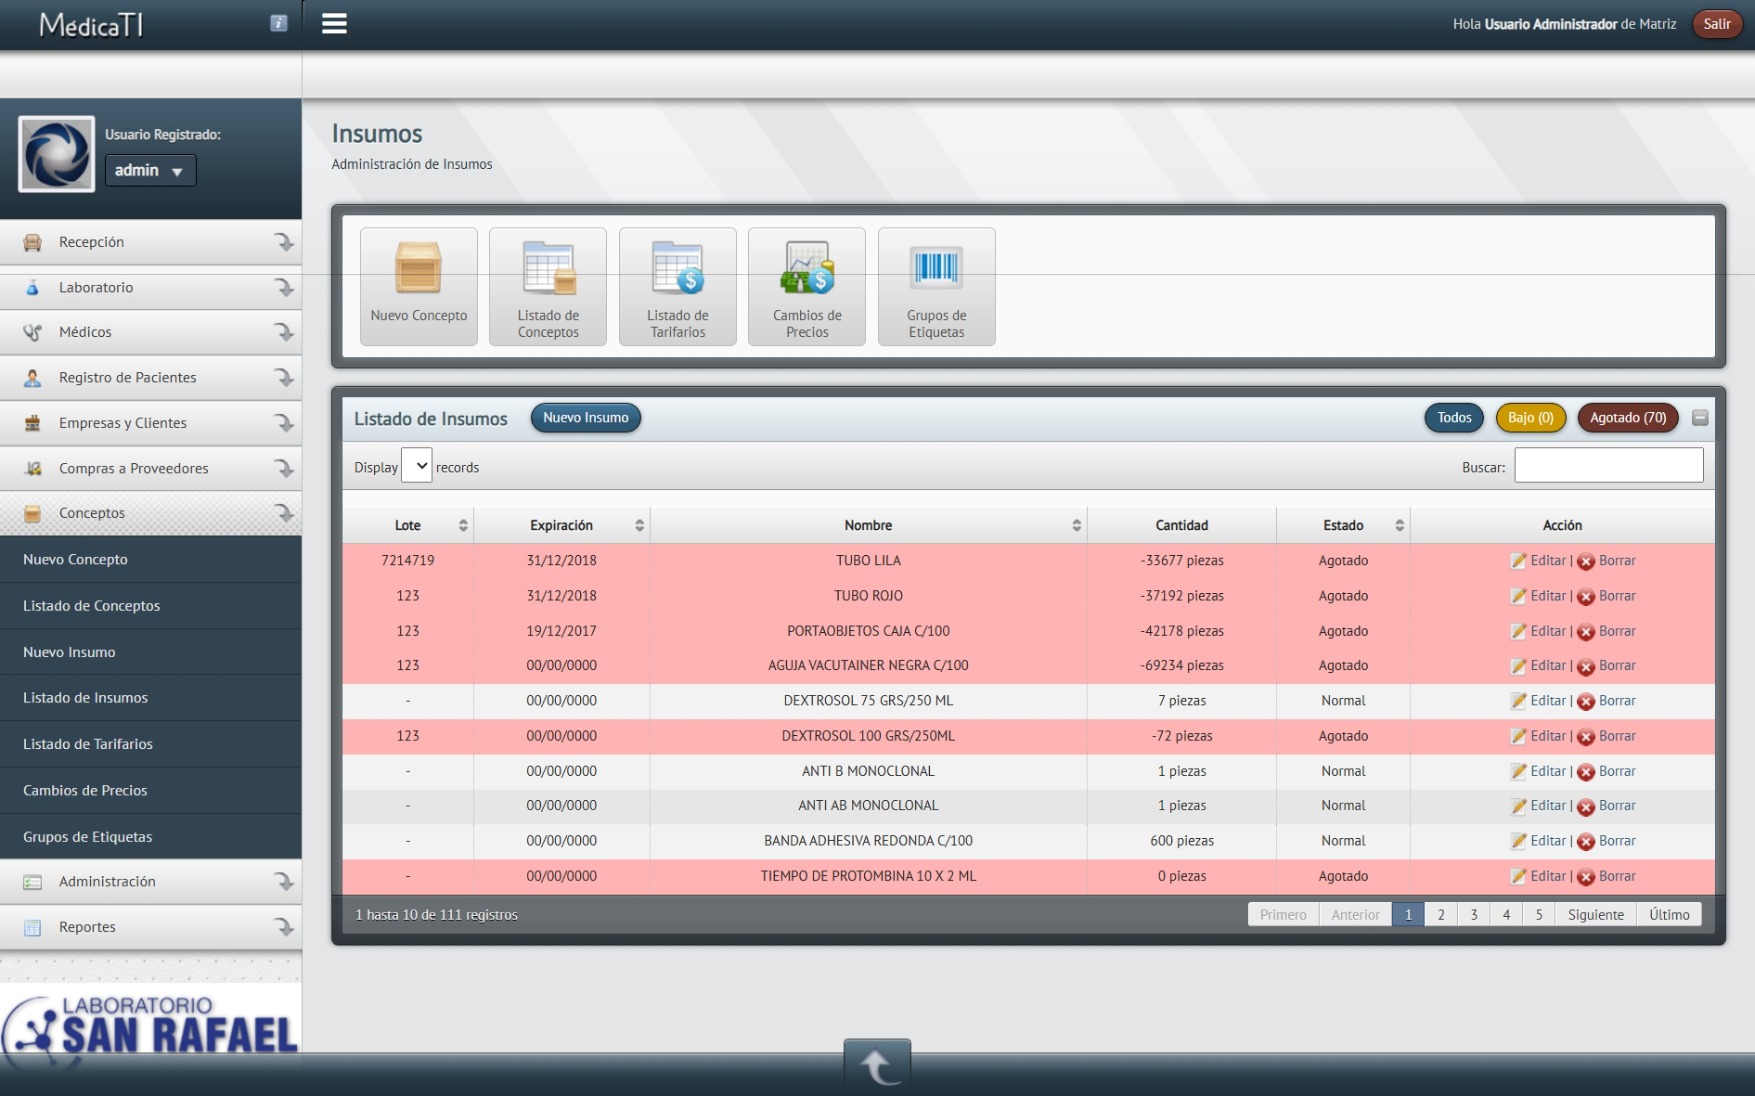 MédicaTI
Hola Usuario Administrador de Matriz
Salir
Usuario Registrado:
admin
Recepción
Laboratorio
Médicos
Registro de Pacientes
Empresas y Clientes
Compras a Proveedores
Conceptos
Nuevo Concepto
Listado de Conceptos
Nuevo Insumo
Listado de Insumos
Listado de Tarifarios
Cambios de Precios
Grupos de Etiquetas
Administración
Reportes
LABORATORIO
SAN RAFAEL
Insumos
Administración de Insumos
Nuevo Concepto
Listado de
Conceptos
Listado de
Tarifarios
Cambios de
Precios
Grupos de
Etiquetas
Listado de Insumos
Nuevo Insumo
Todos
Bajo (0)
Agotado (70)
Display records
Buscar:
Lote Expiración Nombre Cantidad Estado Acción
7214719 31/12/2018 TUBO LILA -33677 piezas Agotado Editar | Borrar
123 31/12/2018 TUBO ROJO -37192 piezas Agotado Editar | Borrar
123 19/12/2017 PORTAOBJETOS CAJA C/100 -42178 piezas Agotado Editar | Borrar
123 00/00/0000 AGUJA VACUTAINER NEGRA C/100 -69234 piezas Agotado Editar | Borrar
- 00/00/0000 DEXTROSOL 75 GRS/250 ML 7 piezas Normal Editar | Borrar
123 00/00/0000 DEXTROSOL 100 GRS/250ML -72 piezas Agotado Editar | Borrar
- 00/00/0000 ANTI B MONOCLONAL 1 piezas Normal Editar | Borrar
- 00/00/0000 ANTI AB MONOCLONAL 1 piezas Normal Editar | Borrar
- 00/00/0000 BANDA ADHESIVA REDONDA C/100 600 piezas Normal Editar | Borrar
- 00/00/0000 TIEMPO DE PROTOMBINA 10 X 2 ML 0 piezas Agotado Editar | Borrar
1 hasta 10 de 111 registros
Primero Anterior 1 2 3 4 5 Siguiente Último